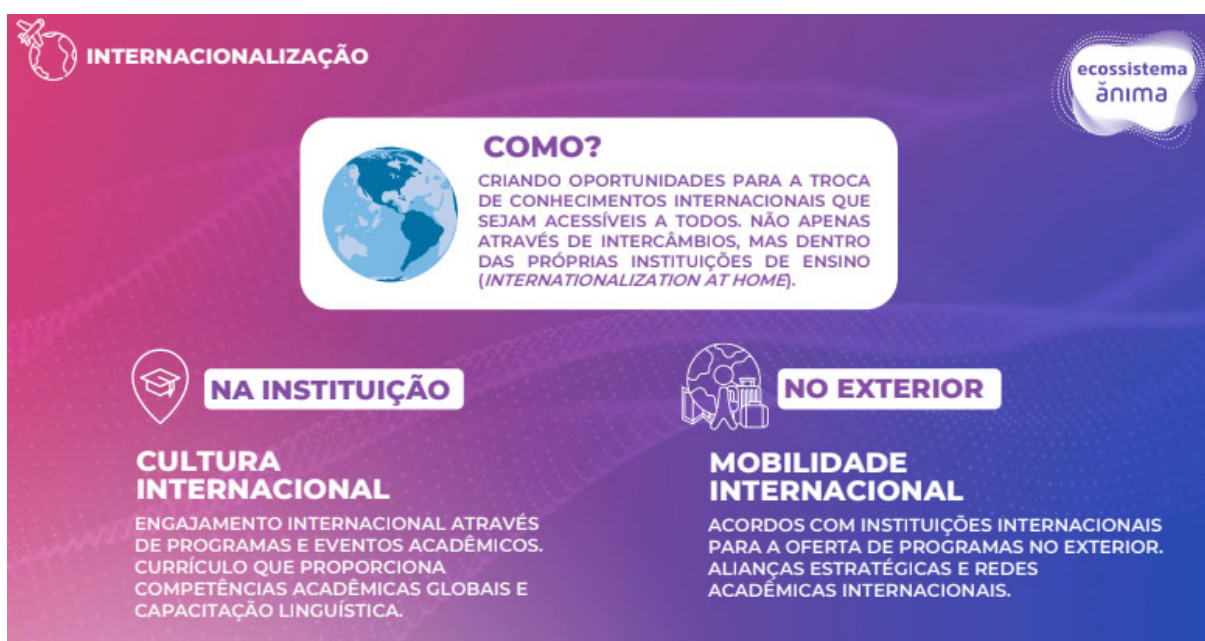 INTERNACIONALIZAÇÃO
ecossistema
ănima
COMO?
CRIANDO OPORTUNIDADES PARA A TROCA
DE CONHECIMENTOS INTERNACIONAIS QUE
SEJAM ACESSÍVEIS A TODOS. NÃO APENAS
ATRAVÉS DE INTERCÂMBIOS, MAS DENTRO
DAS PRÓPRIAS INSTITUIÇÕES DE ENSINO
(INTERNATIONALIZATION AT HOME).
NA INSTITUIÇÃO
CULTURA
INTERNACIONAL
ENGAJAMENTO INTERNACIONAL ATRAVÉS
DE PROGRAMAS E EVENTOS ACADÊMICOS.
CURRÍCULO QUE PROPORCIONA
COMPETÊNCIAS ACADÊMICAS GLOBAIS E
CAPACITAÇÃO LINGUÍSTICA.
NO EXTERIOR
MOBILIDADE
INTERNACIONAL
ACORDOS COM INSTITUIÇÕES INTERNACIONAIS
PARA A OFERTA DE PROGRAMAS NO EXTERIOR.
ALIANÇAS ESTRATÉGICAS E REDES
ACADÊMICAS INTERNACIONAIS.